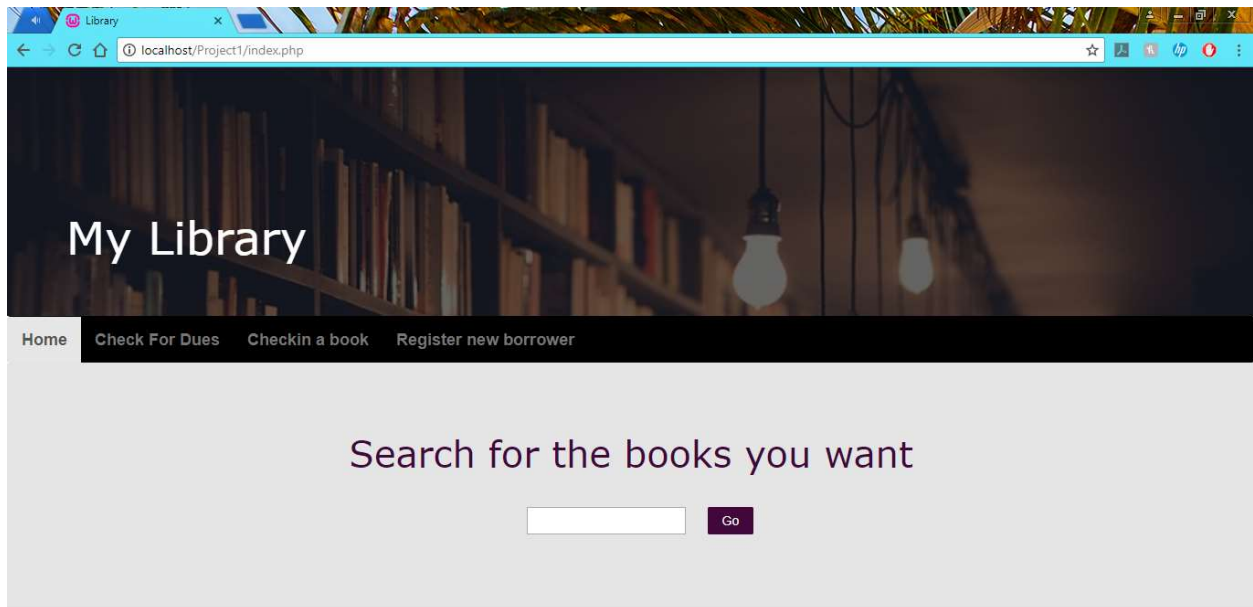 Library
localhost/Project1/index.php
hp
My Library
Home Check For Dues Checkin a book Register new borrower
Search for the books you want
Go